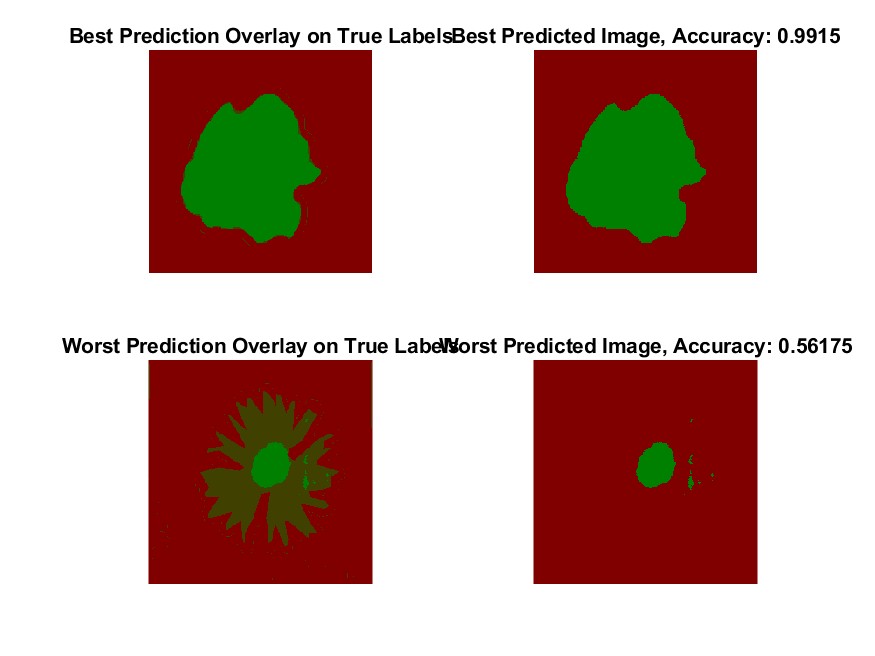 Best Prediction Overlay on True Labels
Best Predicted Image, Accuracy: 0.9915
Worst Prediction Overlay on True Labels
Worst Predicted Image, Accuracy: 0.56175